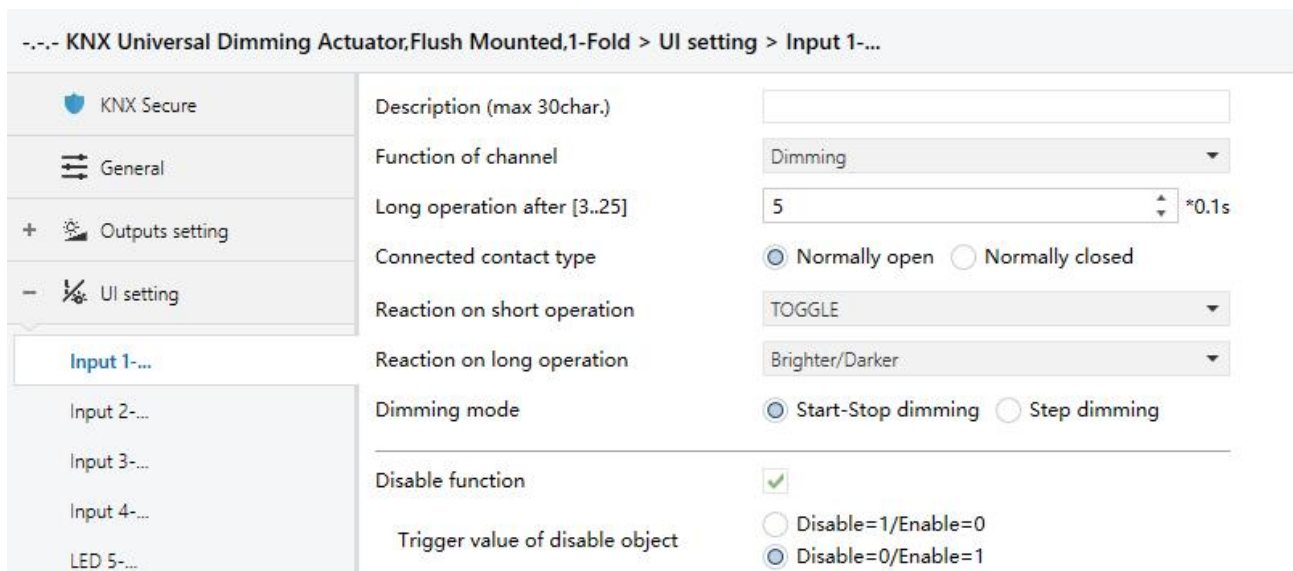 -.-.- KNX Universal Dimming Actuator,Flush Mounted,1-Fold > UI setting > Input 1-...
KNX Secure
General
+ Outputs setting
- UI setting
Input 1-...
Input 2-...
Input 3-...
Input 4-...
LED 5-...
Description (max 30char.)
Function of channel Dimming
Long operation after [3..25] 5 *0.1s
Connected contact type Normally open Normally closed
Reaction on short operation TOGGLE
Reaction on long operation Brighter/Darker
Dimming mode Start-Stop dimming Step dimming
Disable function
Trigger value of disable object Disable=1/Enable=0
Disable=0/Enable=1